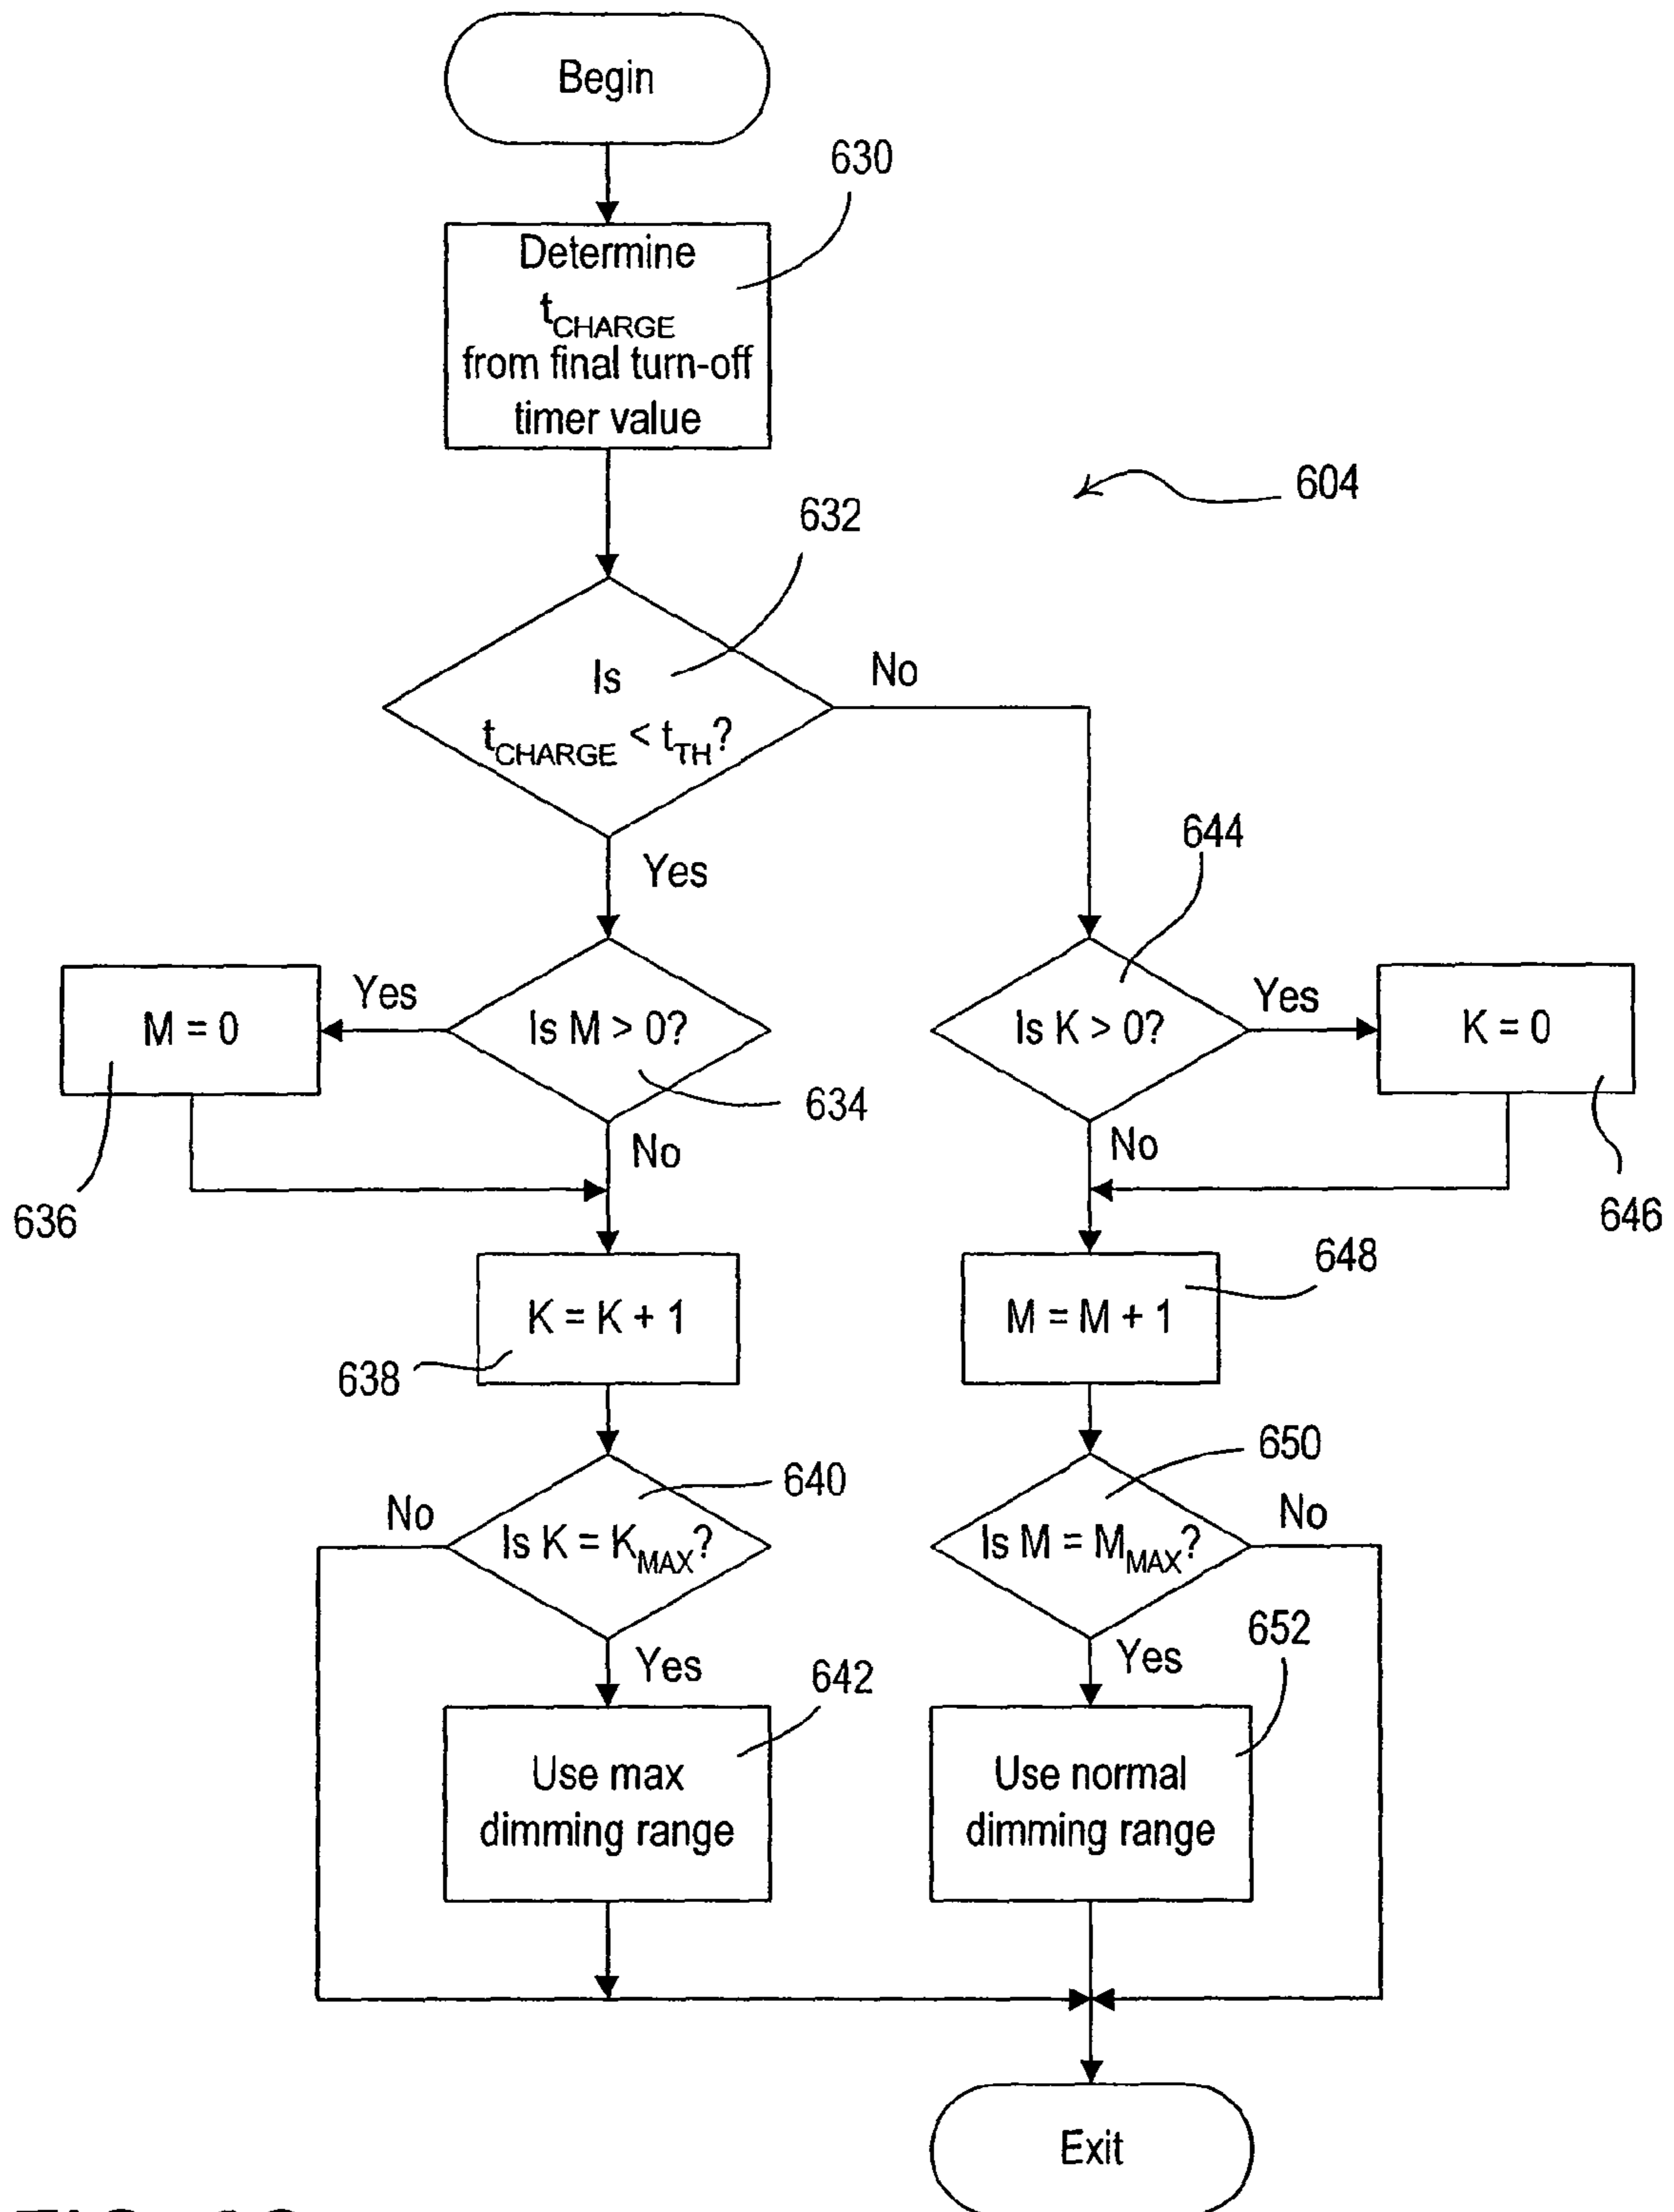 Begin
630
Determine
tCHARGE
from final turn-off
timer value
604
632
Is
tCHARGE < tTH?
No
Yes
644
M = 0
Yes
Is M > 0?
634
636
No
Is K > 0?
Yes
K = 0
646
No
K = K + 1
638
648
M = M + 1
640
No
Is K = KMAX?
Yes
642
650
Is M = MMAX?
No
Yes
652
Use max
dimming range
Use normal
dimming range
Exit